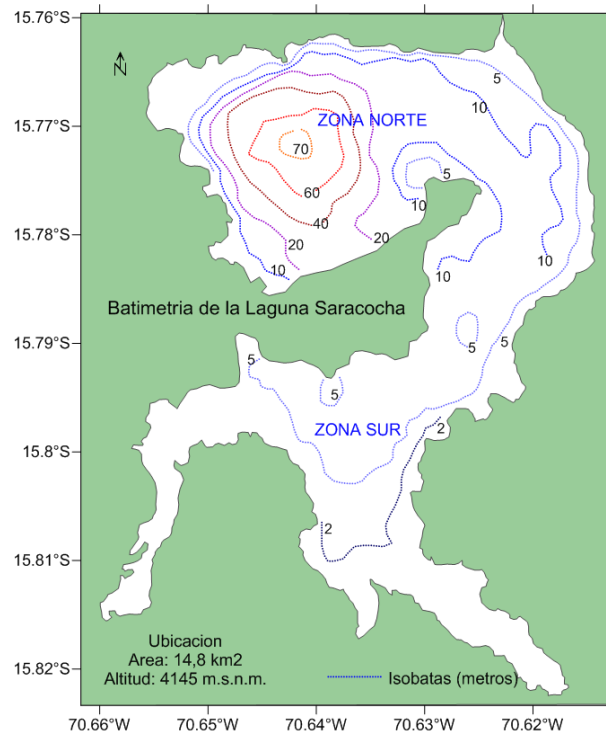 15.76°S
N
5
10
ZONA NORTE
15.77°S
70
5
60
10
40
15.78°S
20
20
10
10
10
Batimetria de la Laguna Saracocha
15.79°S
5
5
5
5
ZONA SUR
2
15.8°S
2
15.81°S
Ubicacion
Area: 14,8 km2
Altitud: 4145 m.s.n.m.
Isobatas (metros)
15.82°S
70.66°W 70.65°W 70.64°W 70.63°W 70.62°W